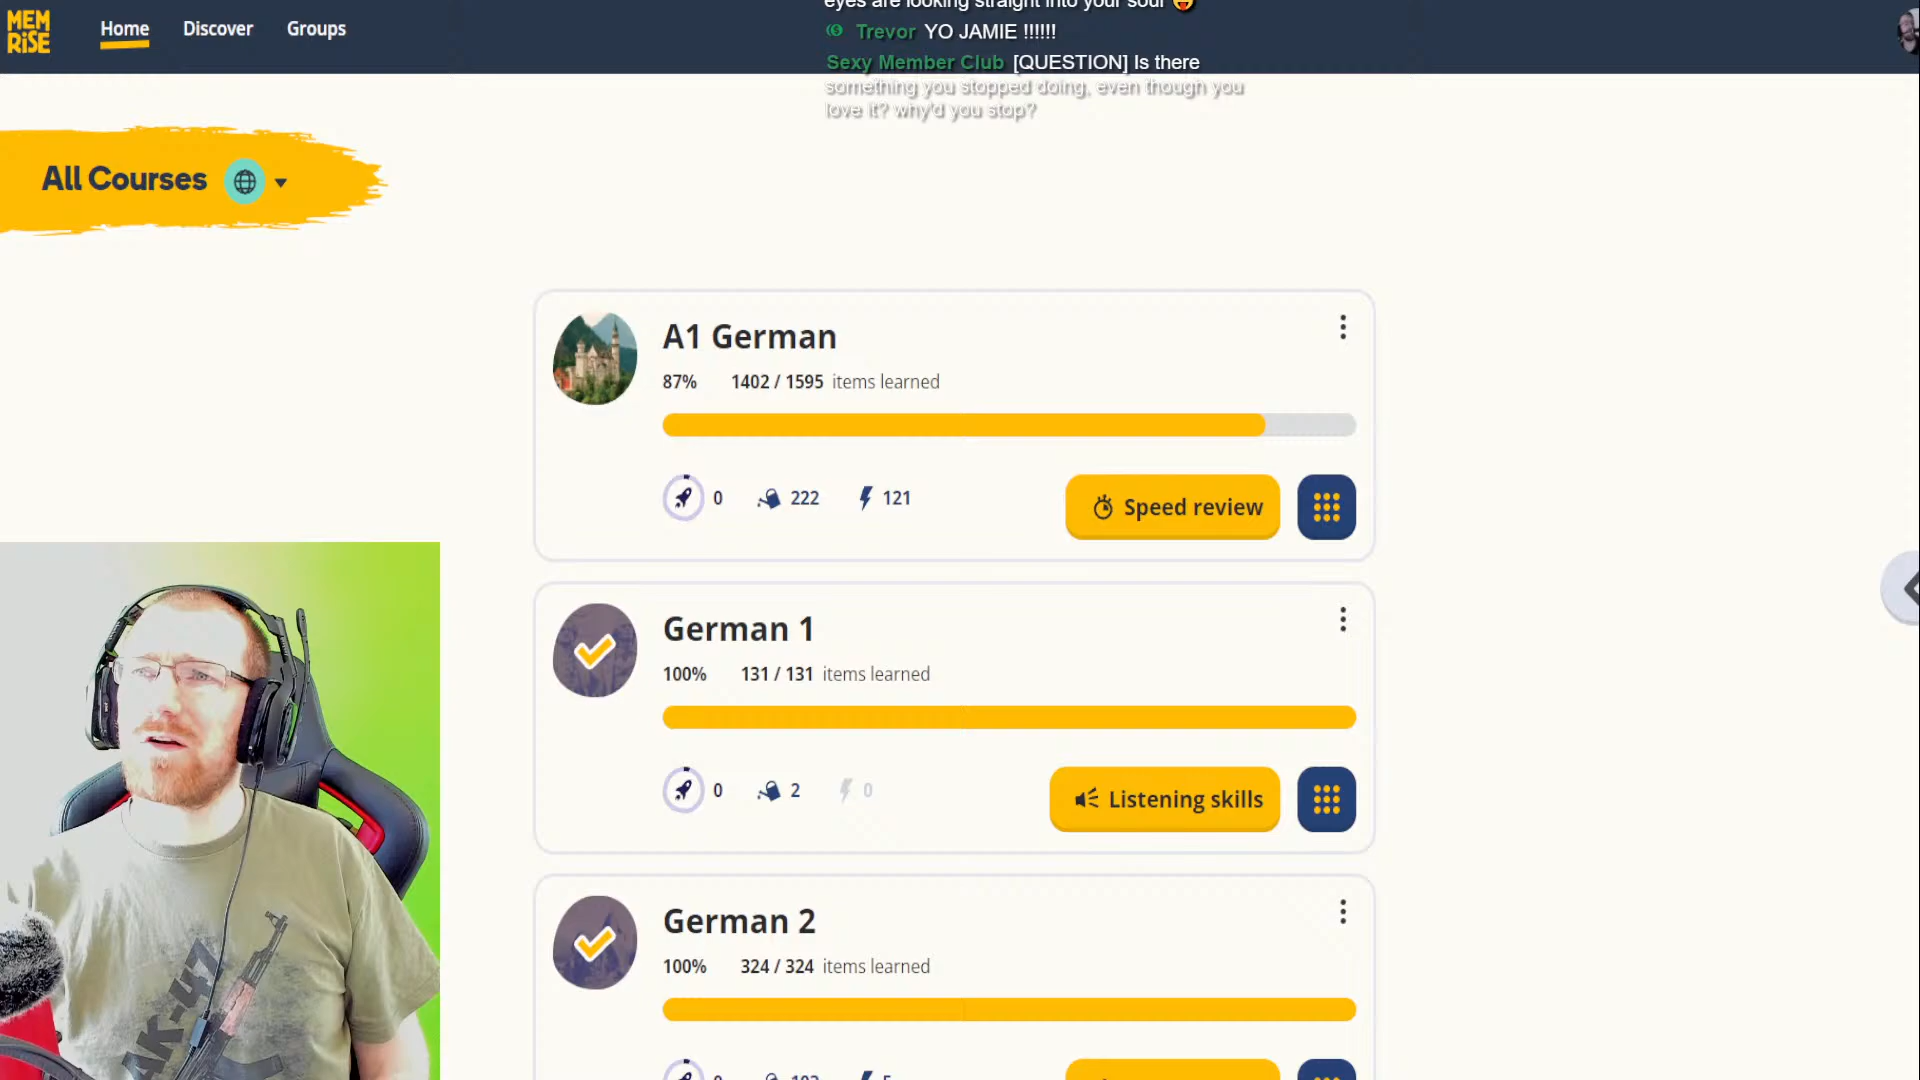 MEM
RiSE
Home
Discover
Groups
eyes are looking straight into your soul
Trevor YO JAMIE !!!!!!
Sexy Member Club [QUESTION] Is there
something you stopped doing, even though you
love it? why'd you stop?
All Courses
A1 German
87% 1402 / 1595 items learned
0 222 121 Speed review
German 1
100% 131 / 131 items learned
0 2 0 Listening skills
German 2
100% 324 / 324 items learned
AK-47